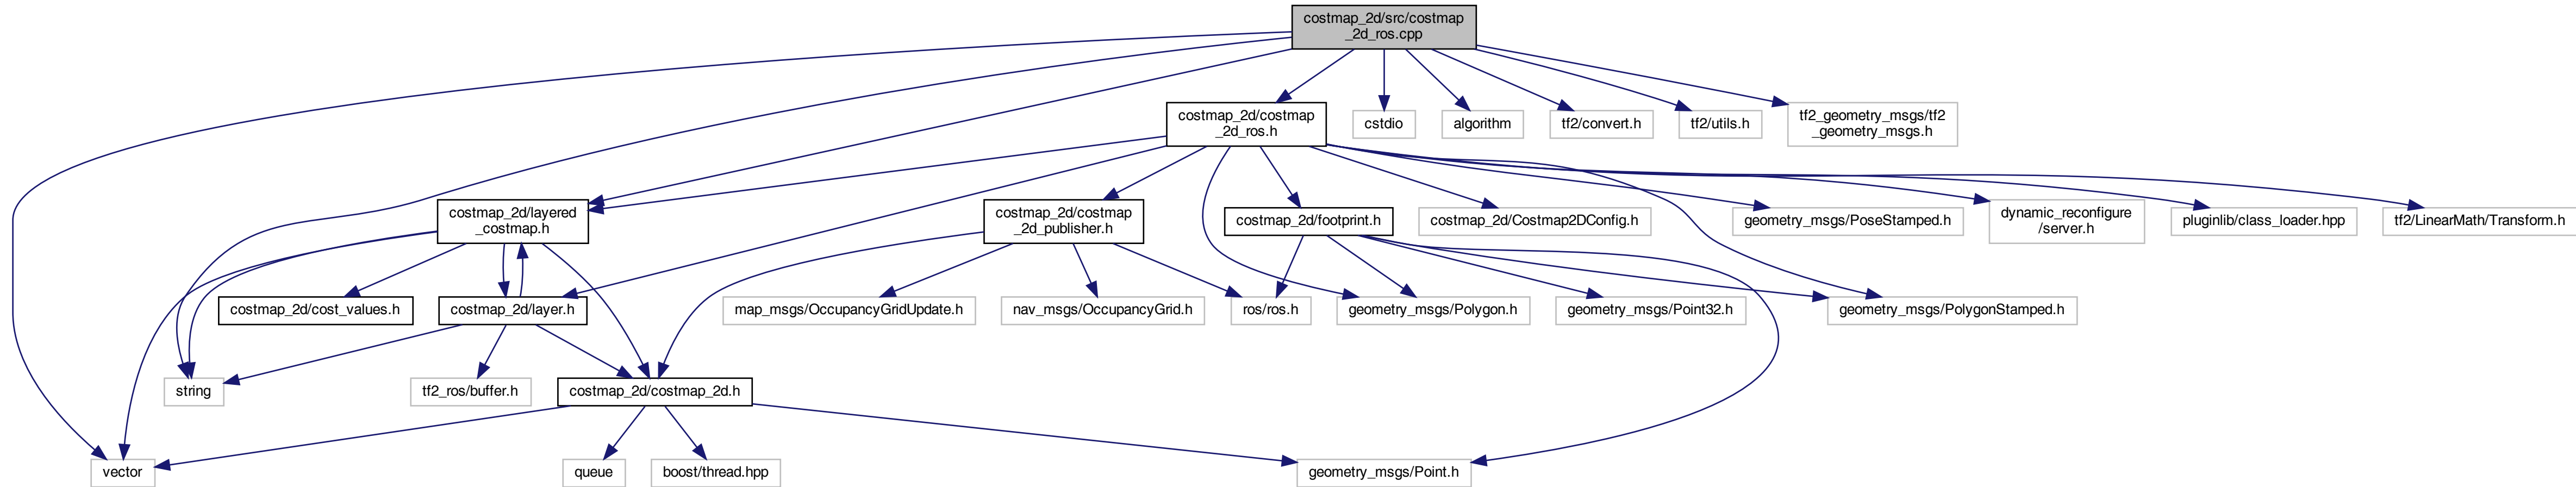 costmap_2d/src/costmap
_2d_ros.cpp
costmap_2d/costmap
_2d_ros.h
cstdio
algorithm
tf2/convert.h
tf2/utils.h
tf2_geometry_msgs/tf2
_geometry_msgs.h
costmap_2d/layered
_costmap.h
costmap_2d/costmap
_2d_publisher.h
costmap_2d/footprint.h
costmap_2d/Costmap2DConfig.h
geometry_msgs/PoseStamped.h
dynamic_reconfigure
/server.h
pluginlib/class_loader.hpp
tf2/LinearMath/Transform.h
costmap_2d/cost_values.h
costmap_2d/layer.h
map_msgs/OccupancyGridUpdate.h
nav_msgs/OccupancyGrid.h
ros/ros.h
geometry_msgs/Polygon.h
geometry_msgs/Point32.h
geometry_msgs/PolygonStamped.h
string
tf2_ros/buffer.h
costmap_2d/costmap_2d.h
vector
queue
boost/thread.hpp
geometry_msgs/Point.h